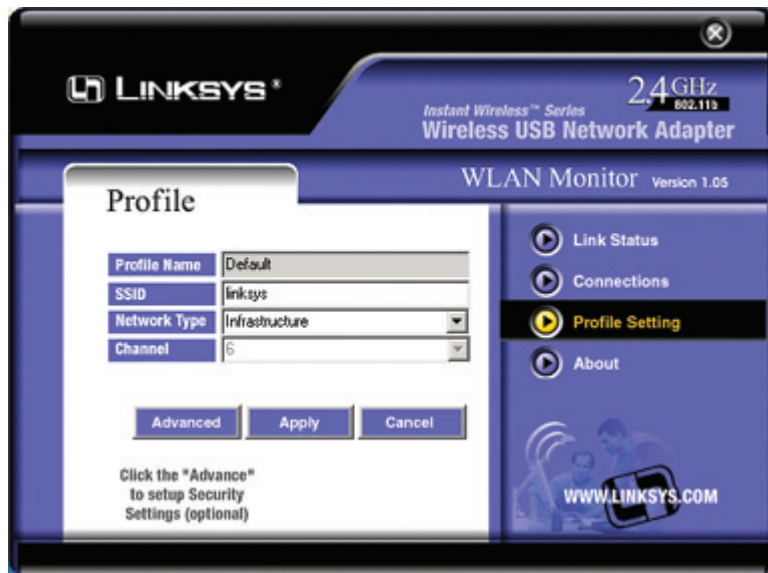 LINKSYS®
2.4GHz
802.11b
Instant Wireless™ Series
Wireless USB Network Adapter
WLAN Monitor Version 1.05
Profile
Profile Name Default
SSID linksys
Network Type Infrastructure
Channel 6
Advanced Apply Cancel
Click the "Advance"
to setup Security
Settings (optional)
Link Status
Connections
Profile Setting
About
WWW.LINKSYS.COM